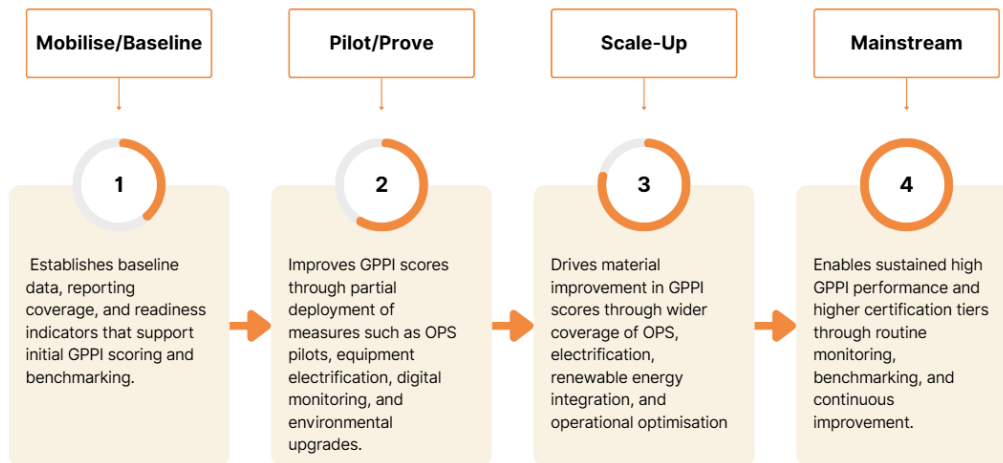 Mobilise/Baseline
Pilot/Prove
Scale-Up
Mainstream
1
2
3
4
Establishes baseline
data, reporting
coverage, and readiness
indicators that support
initial GPPI scoring and
benchmarking.
Improves GPPI scores
through partial
deployment of
measures such as OPS
pilots, equipment
electrification, digital
monitoring, and
environmental
upgrades.
Drives material
improvement in GPPI
scores through wider
coverage of OPS,
electrification,
renewable energy
integration, and
operational optimisation
Enables sustained high
GPPI performance and
higher certification tiers
through routine
monitoring,
benchmarking, and
continuous
improvement.